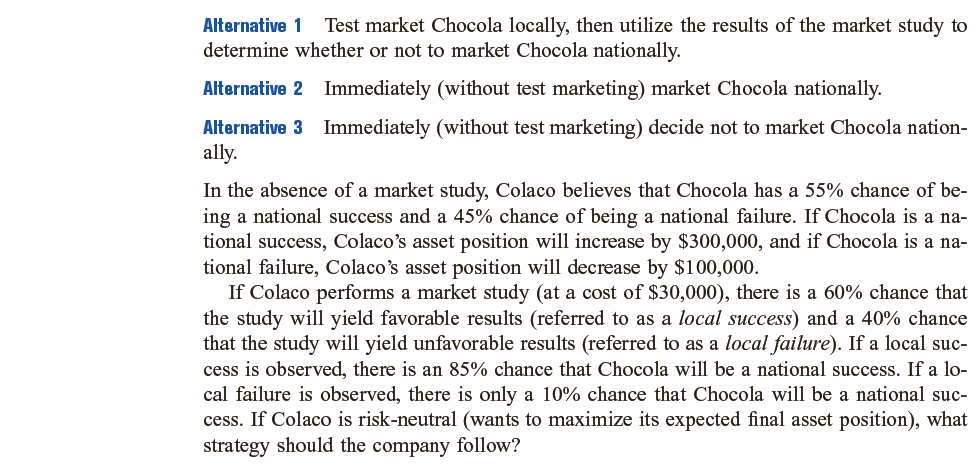 Alternative 1 Test market Chocola locally, then utilize the results of the market study to
determine whether or not to market Chocola nationally.
Alternative 2 Immediately (without test marketing) market Chocola nationally.
Alternative 3 Immediately (without test marketing) decide not to market Chocola nation-
ally.
In the absence of a market study, Colaco believes that Chocola has a 55% chance of be-
ing a national success and a 45% chance of being a national failure. If Chocola is a na-
tional success, Colaco's asset position will increase by $300,000, and if Chocola is a na-
tional failure, Colaco's asset position will decrease by $100,000.
If Colaco performs a market study (at a cost of $30,000), there is a 60% chance that
the study will yield favorable results (referred to as a local success) and a 40% chance
that the study will yield unfavorable results (referred to as a local failure). If a local suc-
cess is observed, there is an 85% chance that Chocola will be a national success. If a lo-
cal failure is observed, there is only a 10% chance that Chocola will be a national suc-
cess. If Colaco is risk-neutral (wants to maximize its expected final asset position), what
strategy should the company follow?